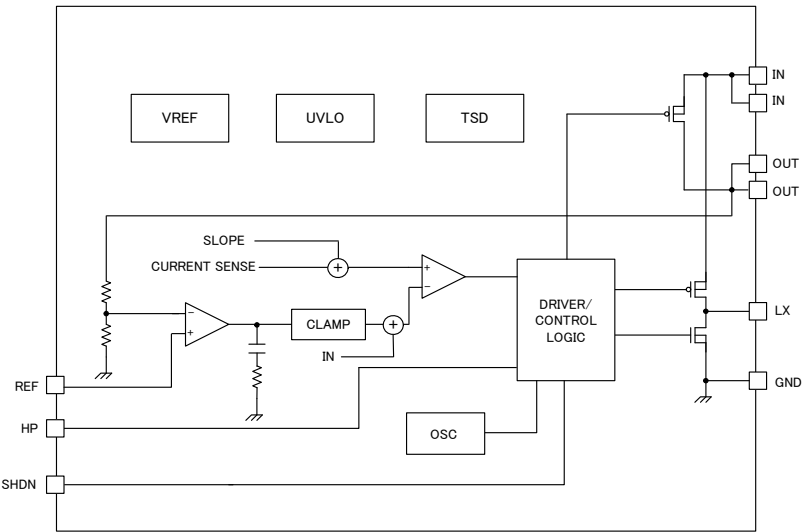 IN
VREF
UVLO
TSD
IN
OUT
OUT
SLOPE
CURRENT SENSE
+
+
−
DRIVER/
CONTROL
LOGIC
LX
−
+
CLAMP
+
IN
REF
GND
HP
OSC
SHDN